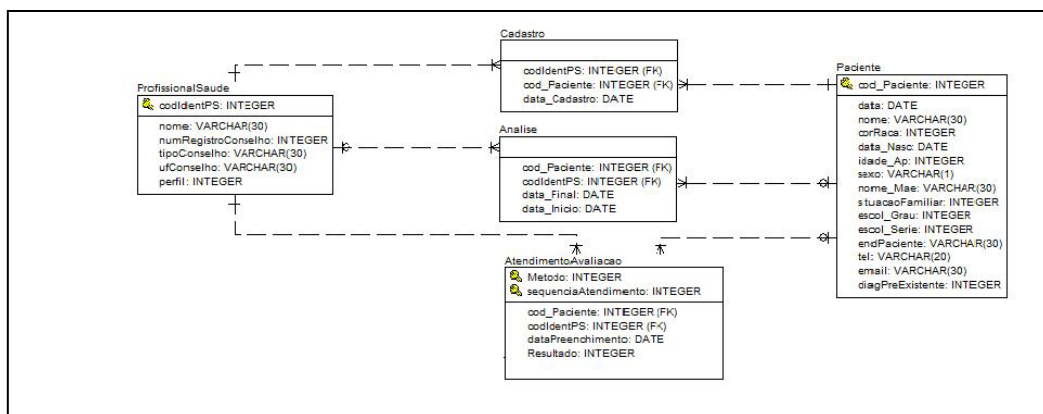 Cadastro
codIdentPS: INTEGER (FK)
cod_Paciente: INTEGER (FK)
data_Cadastro: DATE
ProfissionalSaude
codIdentPS: INTEGER
nome: VARCHAR(30)
numRegistroConselho: INTEGER
tipoConselho: VARCHAR(30)
ufConselho: VARCHAR(30)
perfil: INTEGER
Analise
cod_Paciente: INTEGER (FK)
codIdentPS: INTEGER (FK)
data_Final: DATE
data_Inicio: DATE
Paciente
cod_Paciente: INTEGER
data: DATE
nome: VARCHAR(30)
corRaca: INTEGER
data_Nasc: DATE
idade_Ap: INTEGER
sexo: VARCHAR(1)
nome_Mae: VARCHAR(30)
situacaoFamiliar: INTEGER
escol_Grau: INTEGER
escol_Serie: INTEGER
endPaciente: VARCHAR(30)
tel: VARCHAR(20)
email: VARCHAR(30)
diagPreExistente: INTEGER
AtendimentoAvaliacao
Metodo: INTEGER
sequenciaAtendimento: INTEGER
cod_Paciente: INTEGER (FK)
codIdentPS: INTEGER (FK)
dataPreenchimento: DATE
Resultado: INTEGER